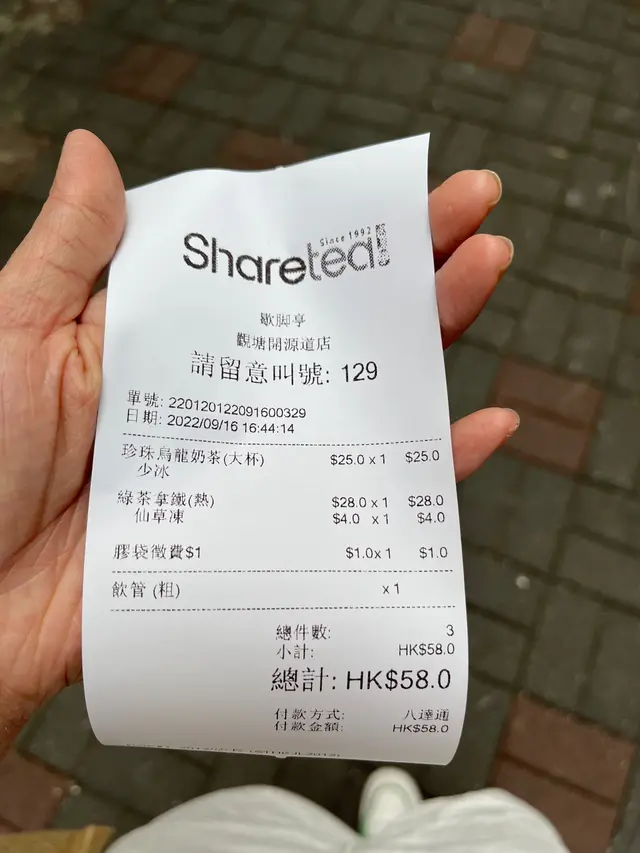 Since 1992
Sharetea
歇脚亭
觀塘開源道店
請留意叫號: 129
單號: 220120122091600329
日期: 2022/09/16 16:44:14
珍珠烏龍奶茶(大杯) $25.0 x 1 $25.0
少冰
綠茶拿鐵(熱) $28.0 x 1 $28.0
仙草凍 $4.0 x 1 $4.0
膠袋徵費$1 $1.0x 1 $1.0
飲管 (粗) x 1
總件數: 3
小計: HK$58.0
總計: HK$58.0
付款方式: 八達通
付款金額: HK$58.0